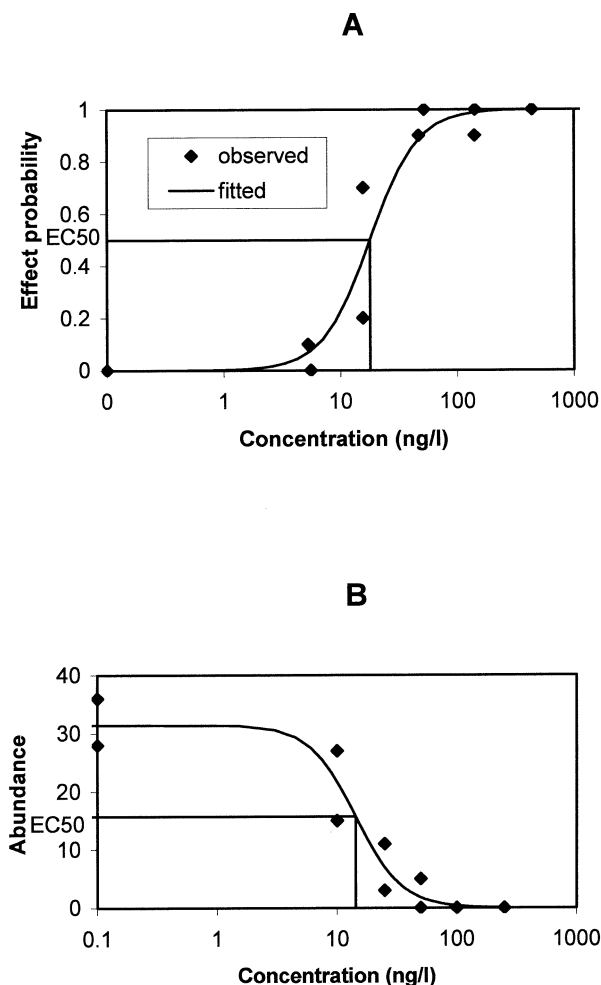 A
Effect probability
1
0.8
0.6
EC50
0.4
0.2
0
observed
fitted
0 1 10 100 1000
Concentration (ng/l)
B
Abundance
40
30
20
EC50
10
0
0.1 1 10 100 1000
Concentration (ng/l)